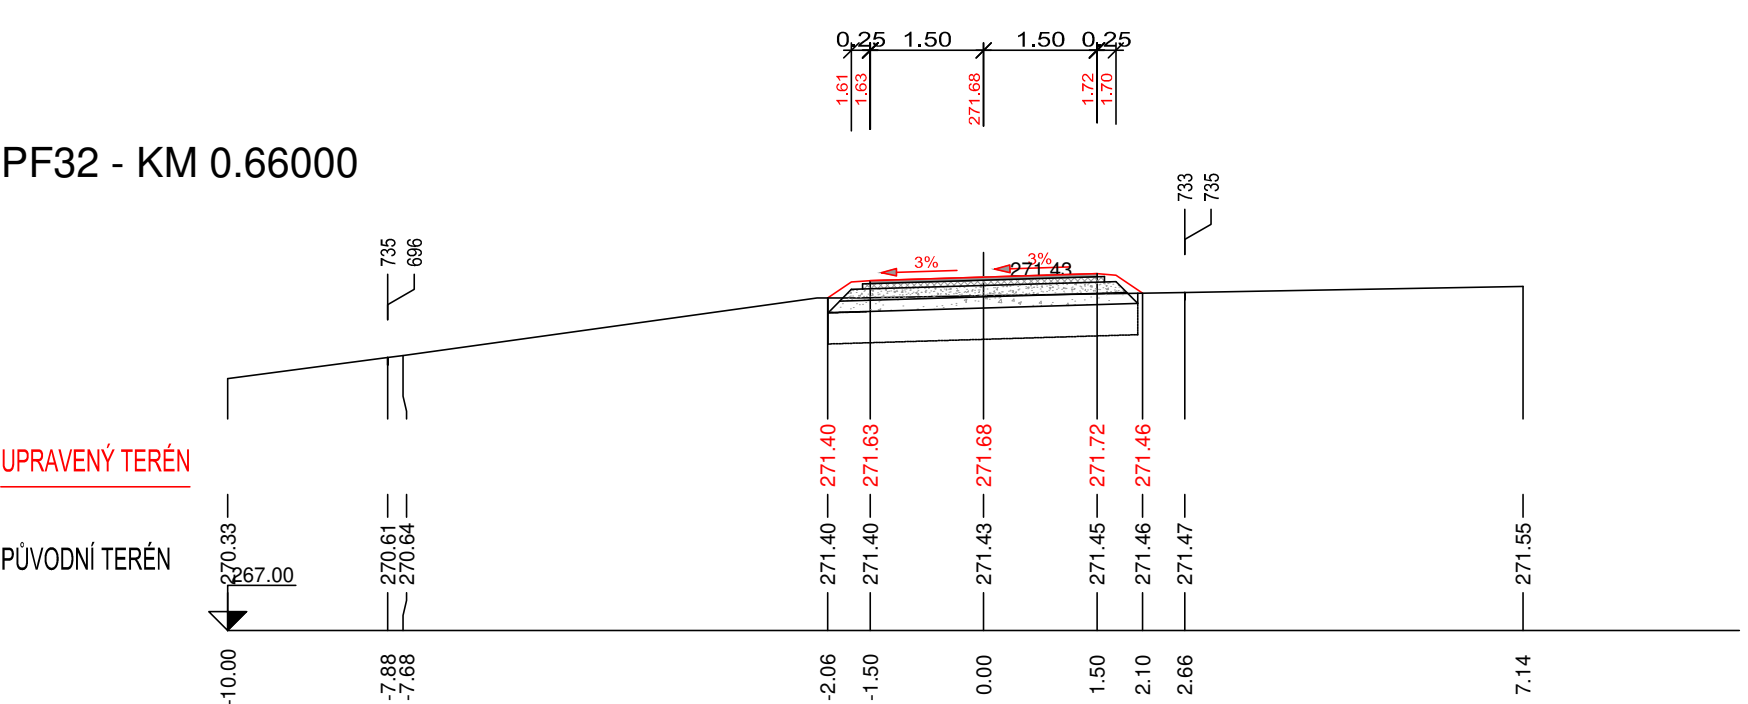 0.25 1.50 1.50 0.25
1.61 1.63 271.68 1.72 1.70
PF32 - KM 0.66000
733 735
735 696
3% 3%
271.43
UPRAVENÝ TERÉN 271.40 271.63 271.68 271.72 271.46
PŮVODNÍ TERÉN 270.33 270.61 270.64 271.40 271.40 271.43 271.45 271.46 271.47 271.55
267.00
-10.00 -7.88 -7.68 -2.06 -1.50 0.00 1.50 2.10 2.66 7.14